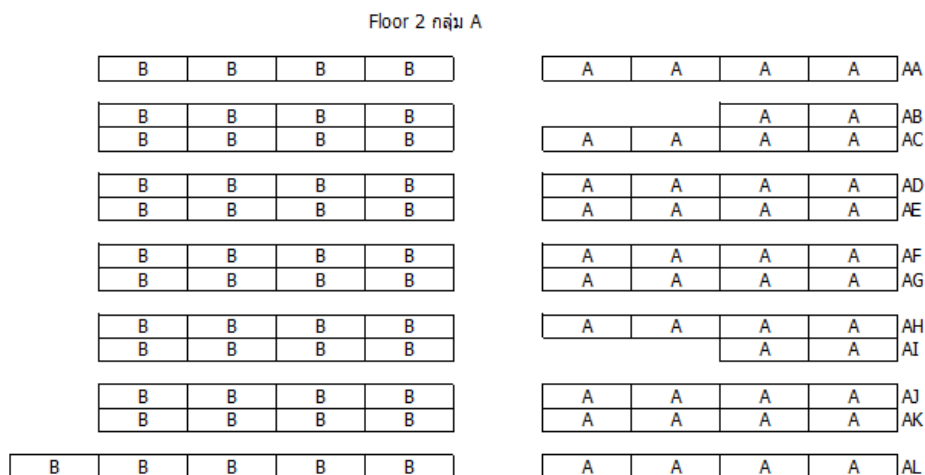 Floor 2 กลุ่ม A
B B B B A A A A AA
B B B B A A AB
B B B B A A A A AC
B B B B A A A A AD
B B B B A A A A AE
B B B B A A A A AF
B B B B A A A A AG
B B B B A A A A AH
B B B B A A AI
B B B B A A A A AJ
B B B B A A A A AK
B B B B B A A A A AL